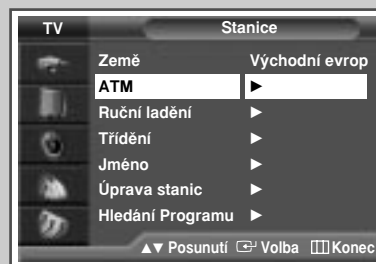 TV Stanice
Země Východní evrop
ATM ►
Ruční ladění ►
Třídění ►
Jméno ►
Úprava stanic ►
Hledání Programu ►
▲▼ Posunutí Volba Konec